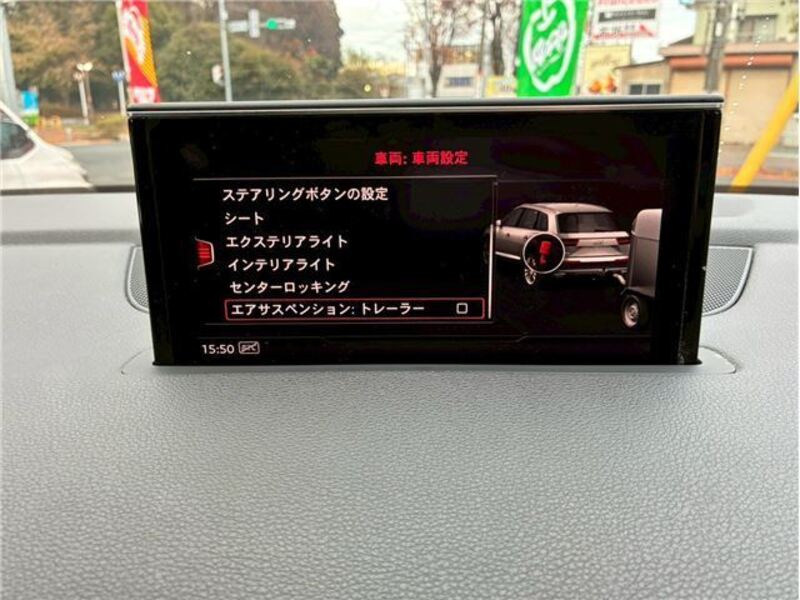 車両: 車両設定
ステアリングボタンの設定
シート
エクステリアライト
インテリアライト
センターロッキング
エアサスペンション: トレーラー
15:50